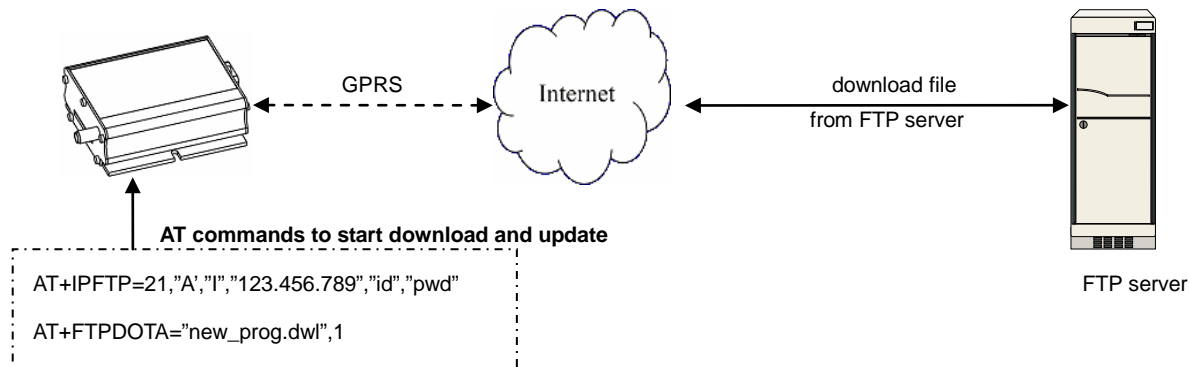 GPRS
Internet
download file
from FTP server
AT commands to start download and update
AT+IPFTP=21,”A’,”I”,”123.456.789”,”id”,”pwd”
AT+FTPDOTA=”new_prog.dwl”,1
FTP server